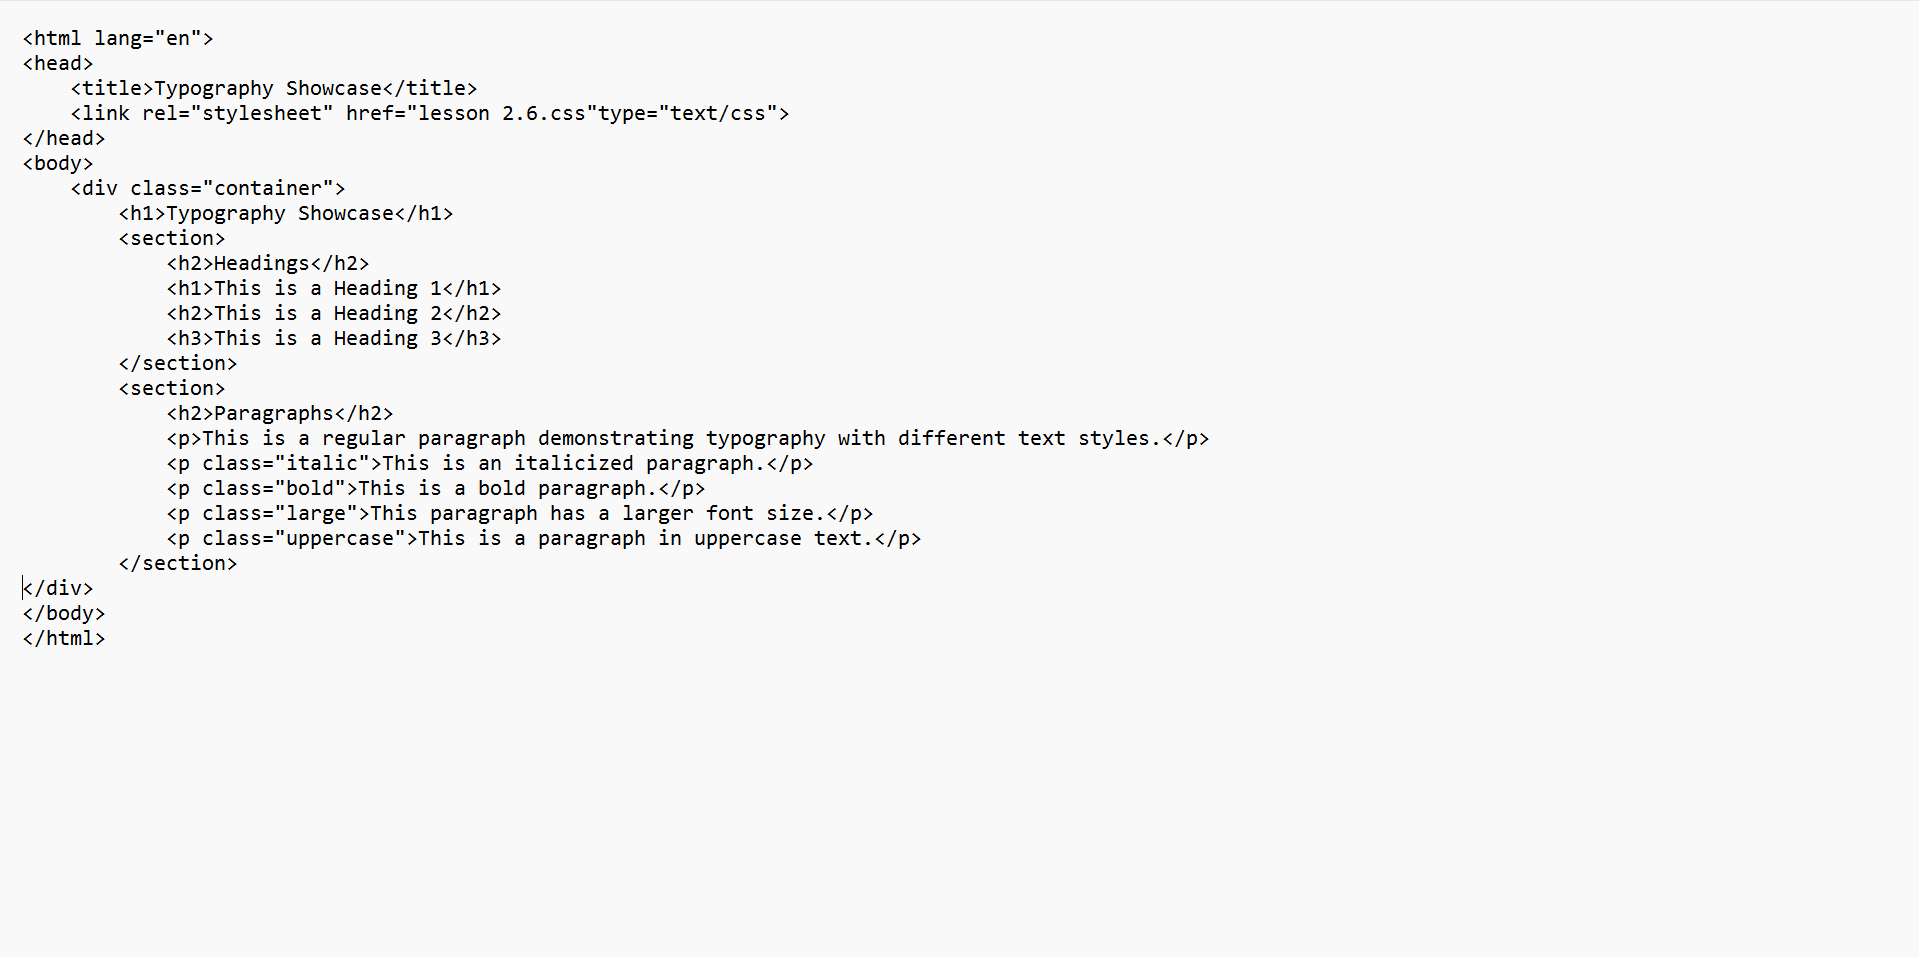 <html lang="en">
<head>
    <title>Typography Showcase</title>
    <link rel="stylesheet" href="lesson 2.6.css"type="text/css">
</head>
<body>
    <div class="container">
        <h1>Typography Showcase</h1>
        <section>
            <h2>Headings</h2>
            <h1>This is a Heading 1</h1>
            <h2>This is a Heading 2</h2>
            <h3>This is a Heading 3</h3>
        </section>
        <section>
            <h2>Paragraphs</h2>
            <p>This is a regular paragraph demonstrating typography with different text styles.</p>
            <p class="italic">This is an italicized paragraph.</p>
            <p class="bold">This is a bold paragraph.</p>
            <p class="large">This paragraph has a larger font size.</p>
            <p class="uppercase">This is a paragraph in uppercase text.</p>
        </section>
</div>
</body>
</html>